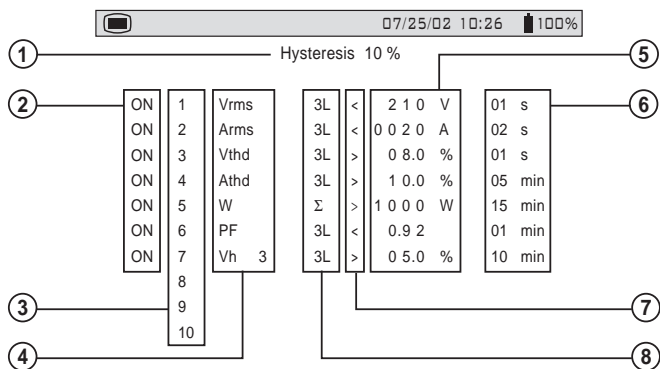 07/25/02 10:26 100%
1 Hysteresis 10 % 5
2 6
ON 1 Vrms 3L < 210 V 01 s
ON 2 Arms 3L < 0020 A 02 s
ON 3 Vthd 3L > 08.0 % 01 s
ON 4 Athd 3L > 10.0 % 05 min
ON 5 W Σ > 1000 W 15 min
ON 6 PF 3L < 0.92 01 min
ON 7 Vh 3 3L > 05.0 % 10 min
8
3 9 7
10
4 8